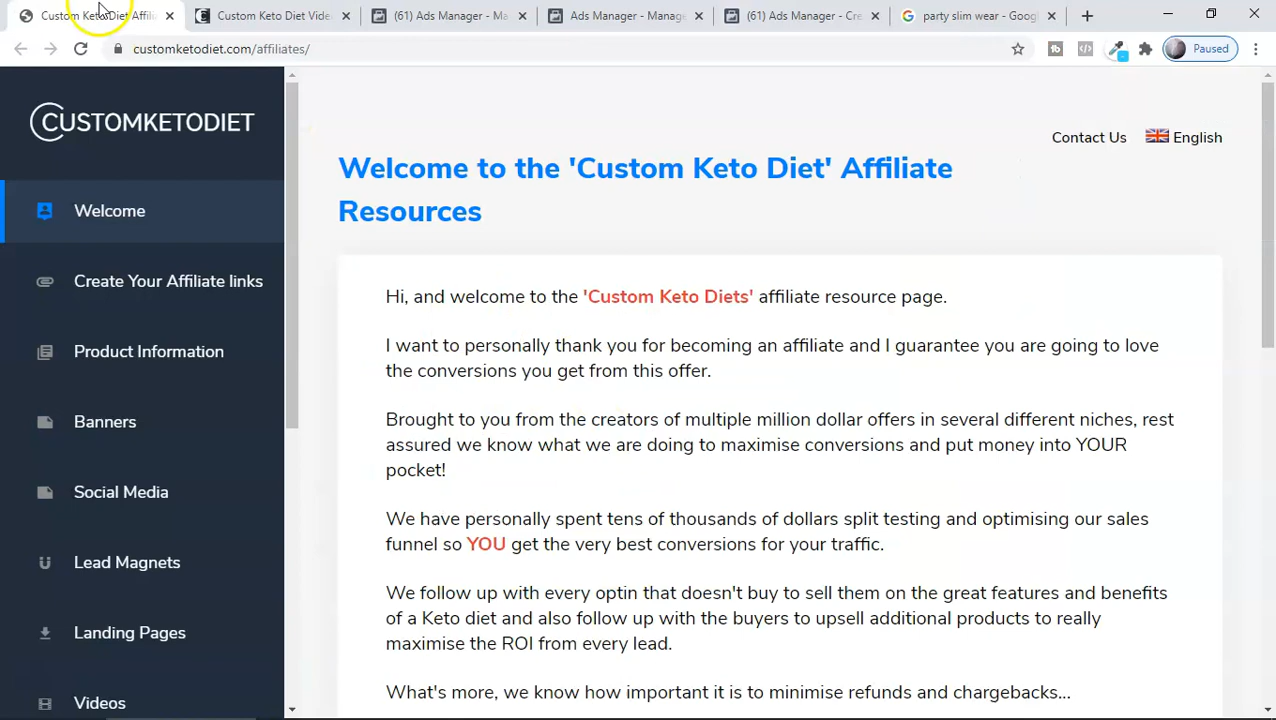 Custom Keto Diet Affili
Custom Keto Diet Vide
(61) Ads Manager - Ma
Ads Manager - Manag
(61) Ads Manager - Cre
party slim wear - Goog
customketodiet.com/affiliates/
Paused
CUSTOMKETODIET
Contact Us
English
Welcome to the 'Custom Keto Diet' Affiliate
Resources
Welcome
Create Your Affiliate links
Product Information
Banners
Social Media
Lead Magnets
Landing Pages
Videos
Hi, and welcome to the 'Custom Keto Diets' affiliate resource page.
I want to personally thank you for becoming an affiliate and I guarantee you are going to love
the conversions you get from this offer.
Brought to you from the creators of multiple million dollar offers in several different niches, rest
assured we know what we are doing to maximise conversions and put money into YOUR
pocket!
We have personally spent tens of thousands of dollars split testing and optimising our sales
funnel so YOU get the very best conversions for your traffic.
We follow up with every optin that doesn't buy to sell them on the great features and benefits
of a Keto diet and also follow up with the buyers to upsell additional products to really
maximise the ROI from every lead.
What's more, we know how important it is to minimise refunds and chargebacks...